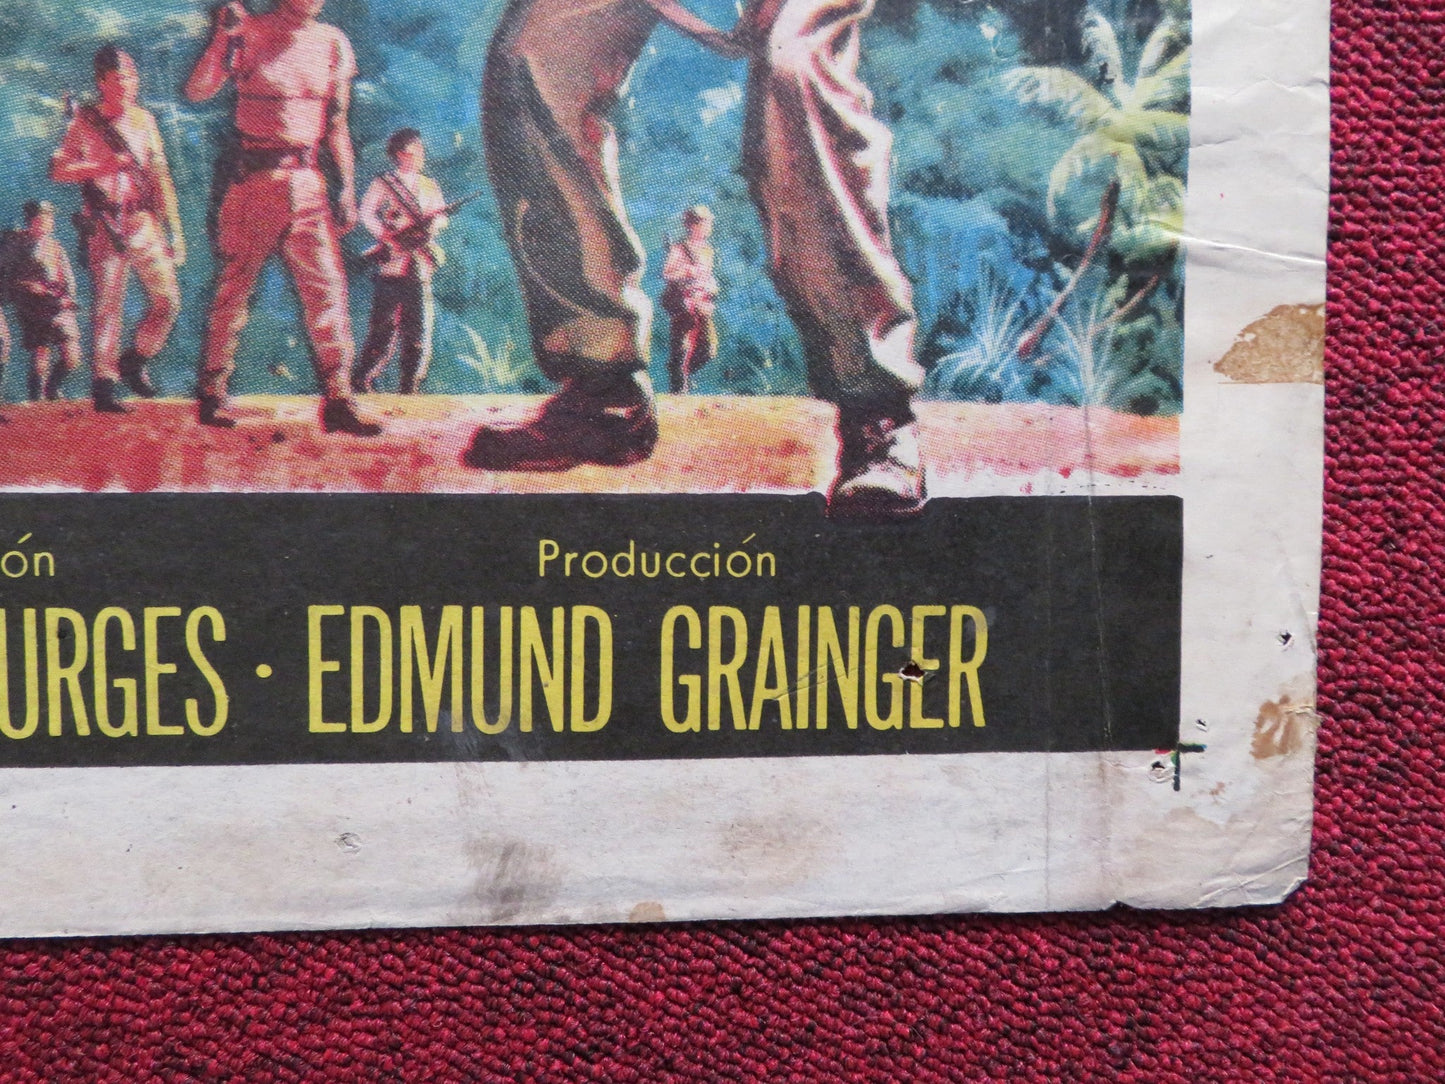 ón Producción
URGES · EDMUND GRAINGER